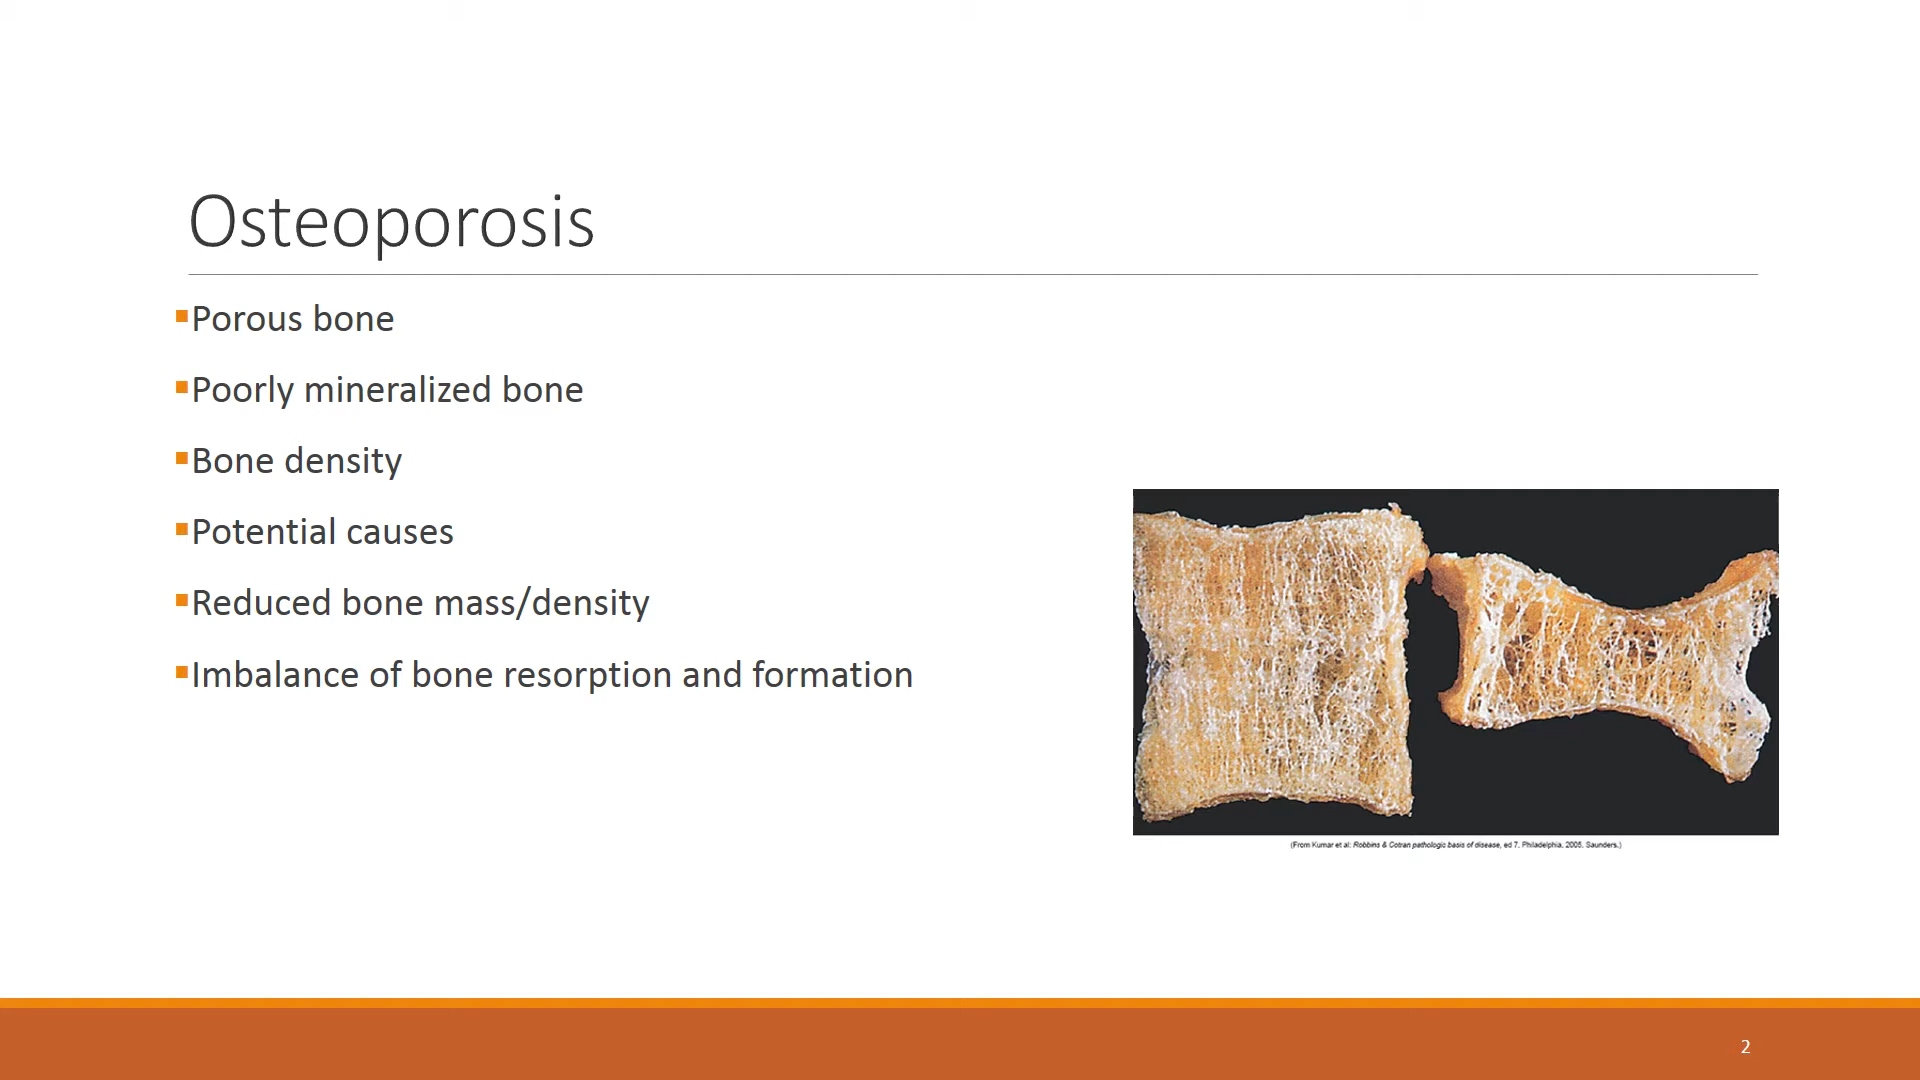 Osteoporosis
▪Porous bone
▪Poorly mineralized bone
▪Bone density
▪Potential causes
▪Reduced bone mass/density
▪Imbalance of bone resorption and formation
(From Kumar et al: Robbins & Cotran pathologic basis of disease, ed 7, Philadelphia, 2005, Saunders.)
2